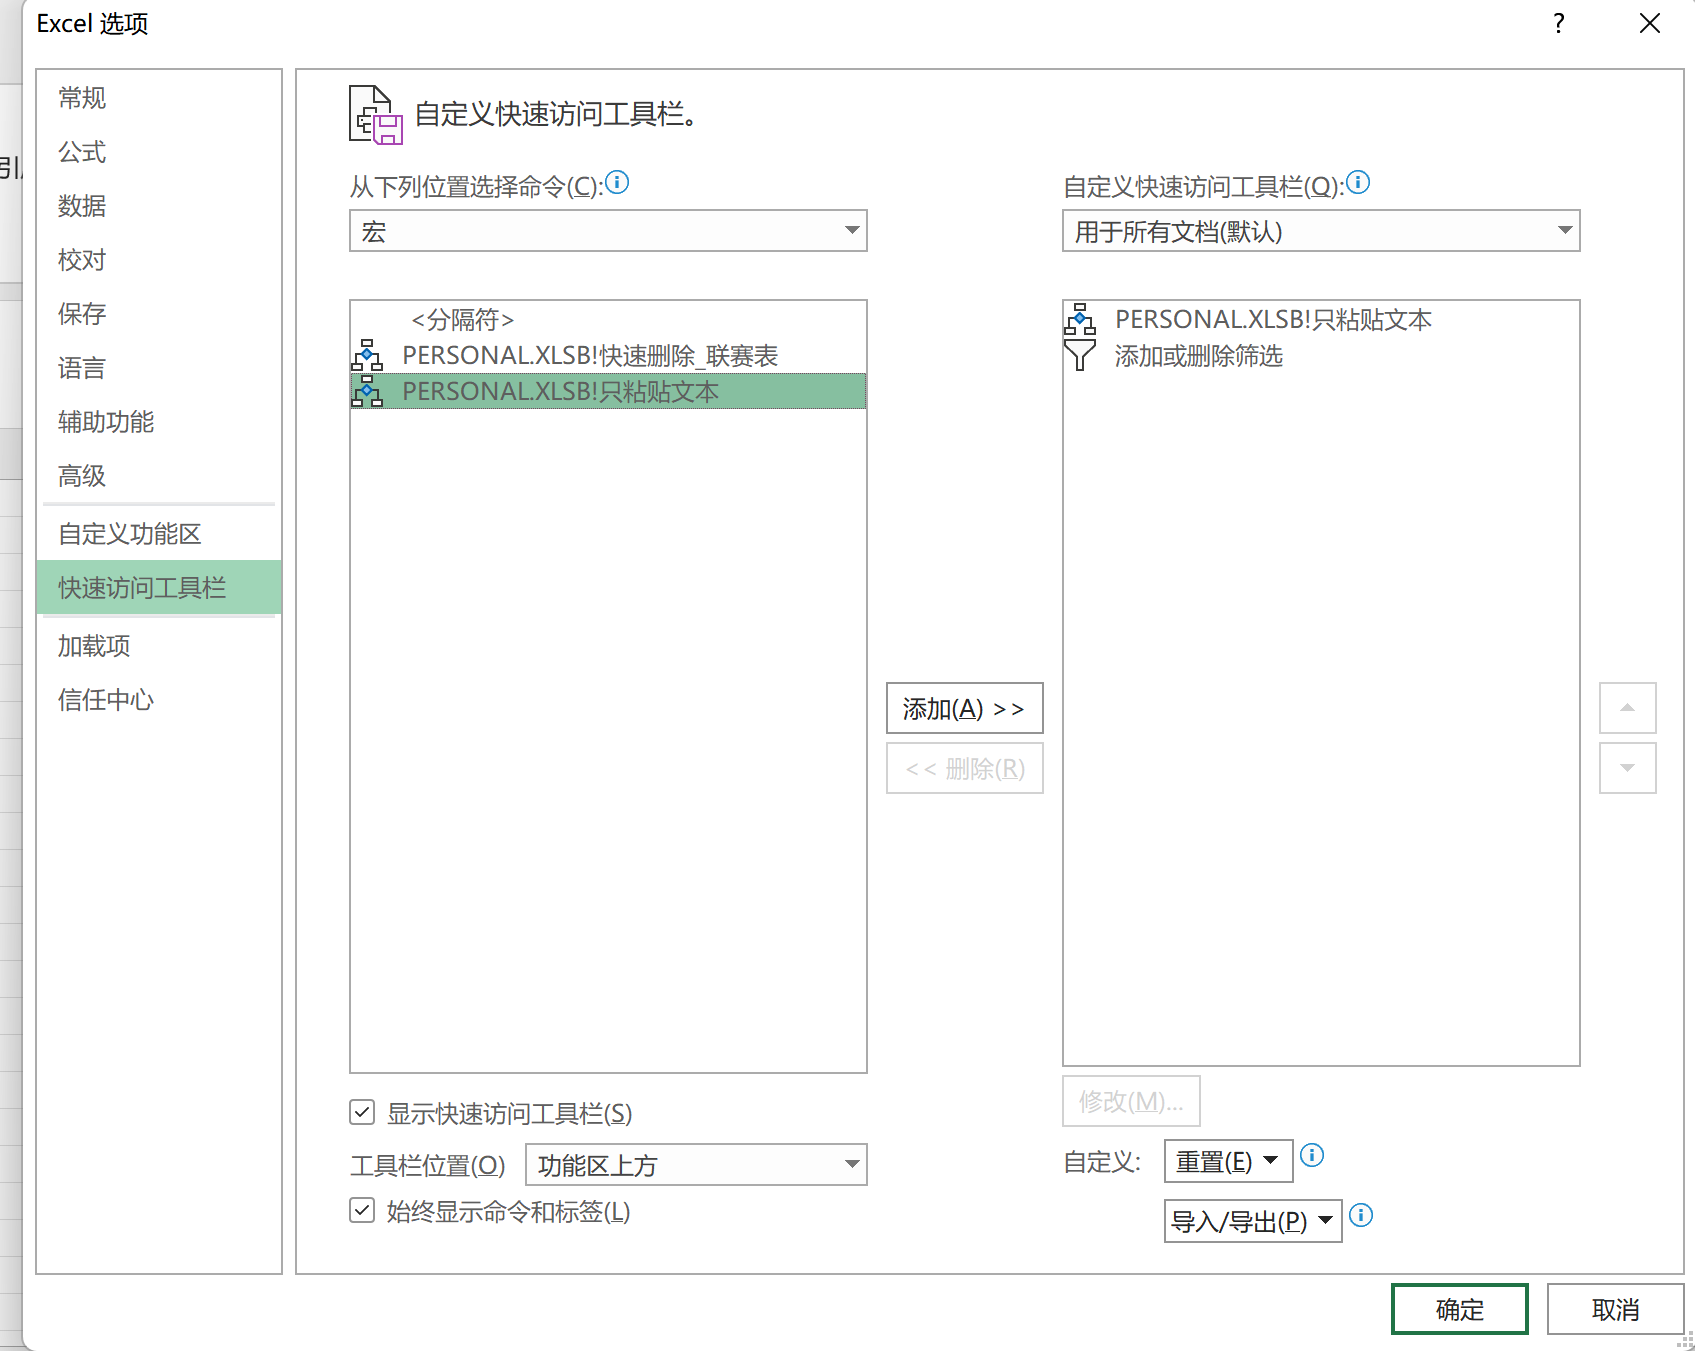 Excel 选项
?
常规
公式
数据
校对
保存
语言
辅助功能
高级
自定义功能区
快速访问工具栏
加载项
信任中心
自定义快速访问工具栏。
从下列位置选择命令(C):
宏
<分隔符>
PERSONAL.XLSB!快速删除_联赛表
PERSONAL.XLSB!只粘贴文本
添加(A) >>
<< 删除(R)
自定义快速访问工具栏(Q):
用于所有文档(默认)
PERSONAL.XLSB!只粘贴文本
添加或删除筛选
显示快速访问工具栏(S)
工具栏位置(O)
功能区上方
始终显示命令和标签(L)
修改(M)...
自定义:
重置(E)
导入/导出(P)
确定
取消